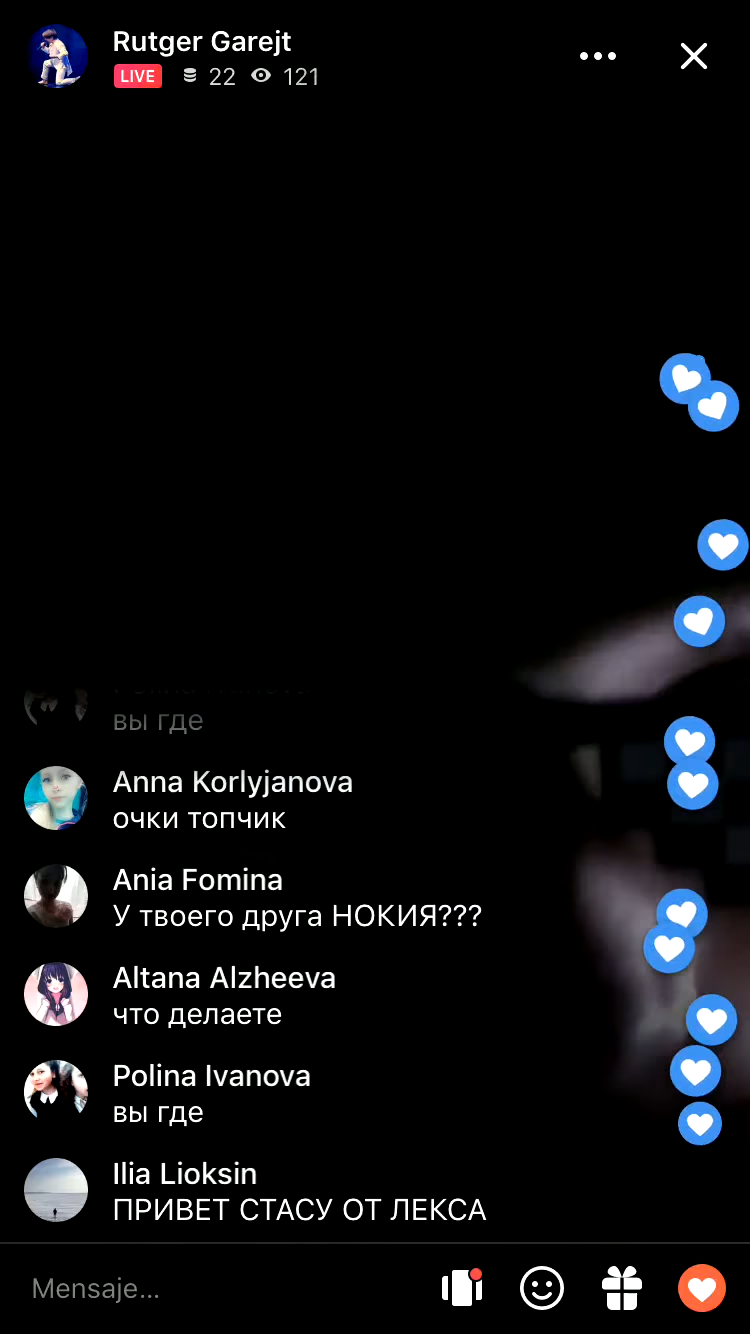 Rutger Garejt
LIVE 22 121
вы где
Anna Korlyjanova
очки топчик
Ania Fomina
У твоего друга НОКИЯ???
Altana Alzheeva
что делаете
Polina Ivanova
вы где
Ilia Lioksin
ПРИВЕТ СТАСУ ОТ ЛЕКСА
Mensaje...